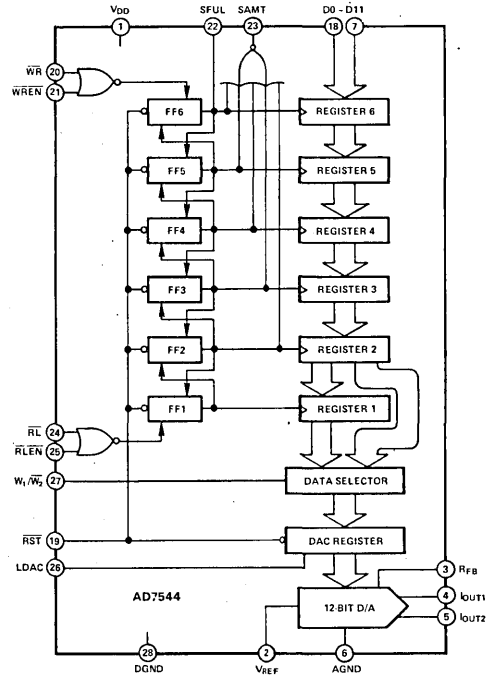 VDD SFUL SAMT D0 - D11
1 22 23 18 7
WR 20
WREN 21
FF6 REGISTER 6
FF5 REGISTER 5
FF4 REGISTER 4
FF3 REGISTER 3
FF2 REGISTER 2
FF1 REGISTER 1
RL 24
RLEN 25
W1/W2 27 DATA SELECTOR
RST 19 DAC REGISTER
LDAC 26
3 RFB
AD7544 12-BIT D/A 4 IOUT1
5 IOUT2
28 2 6
DGND VREF AGND